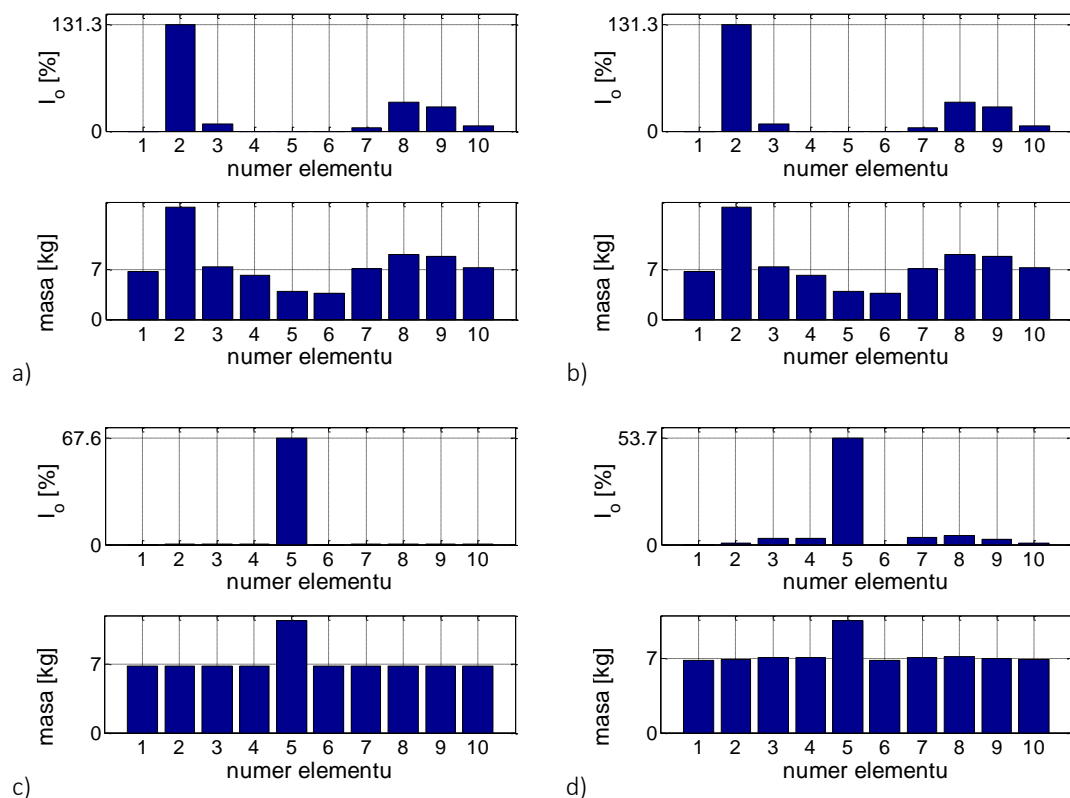 131.3
I_o [%]
0
1 2 3 4 5 6 7 8 9 10
numer elementu
masa [kg]
7
0
1 2 3 4 5 6 7 8 9 10
numer elementu
a)
131.3
I_o [%]
0
1 2 3 4 5 6 7 8 9 10
numer elementu
masa [kg]
7
0
1 2 3 4 5 6 7 8 9 10
numer elementu
b)
67.6
I_o [%]
0
1 2 3 4 5 6 7 8 9 10
numer elementu
masa [kg]
7
0
1 2 3 4 5 6 7 8 9 10
numer elementu
c)
53.7
I_o [%]
0
1 2 3 4 5 6 7 8 9 10
numer elementu
masa [kg]
7
0
1 2 3 4 5 6 7 8 9 10
numer elementu
d)